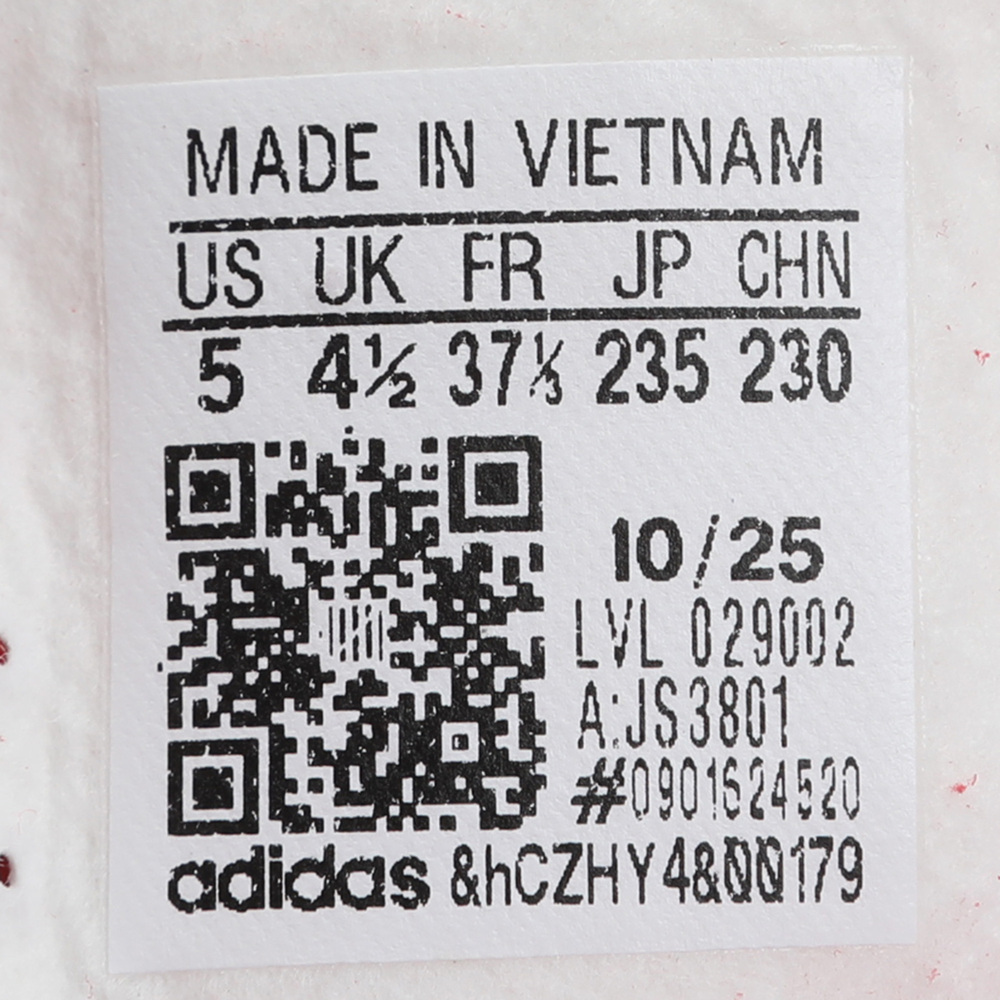 MADE IN VIETNAM
US UK FR JP CHN
5 4½ 37⅓ 235 230
10/25
LVL 029002
A:JS3801
#0901624520
adidas &hCZHY4&00179